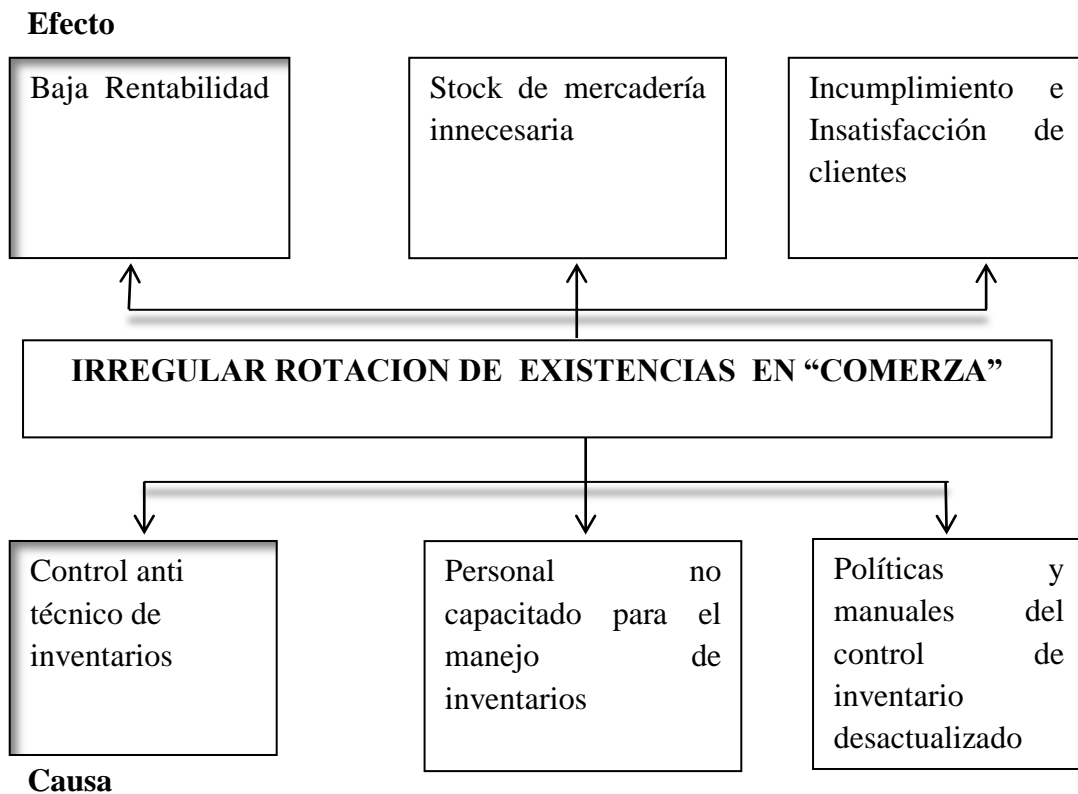 Efecto
Baja Rentabilidad
Stock de mercadería
innecesaria
Incumplimiento e
Insatisfacción de
clientes
IRREGULAR ROTACION DE EXISTENCIAS EN “COMERZA”
Control anti
técnico de
inventarios
Personal no
capacitado para el
manejo de
inventarios
Políticas y
manuales del
control de
inventario
desactualizado
Causa